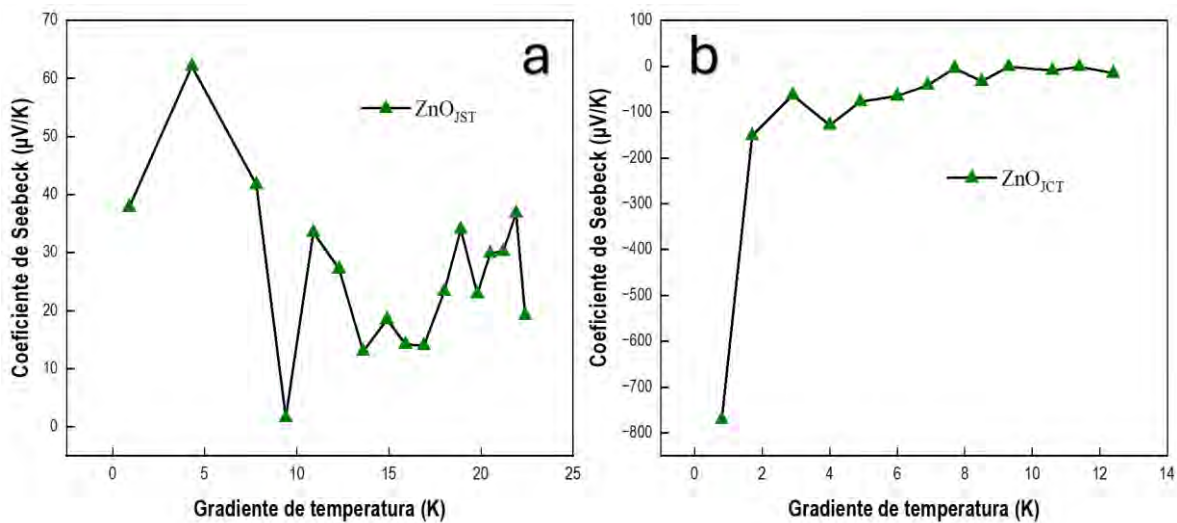 70
60
50
40
30
20
10
0
Coeficiente de Seebeck (µV/K)
a
ZnO_JST
0 5 10 15 20 25
Gradiente de temperatura (K)
100
0
−100
−200
−300
−400
−500
−600
−700
−800
Coeficiente de Seebeck (µV/K)
b
ZnO_JCT
0 2 4 6 8 10 12 14
Gradiente de temperatura (K)